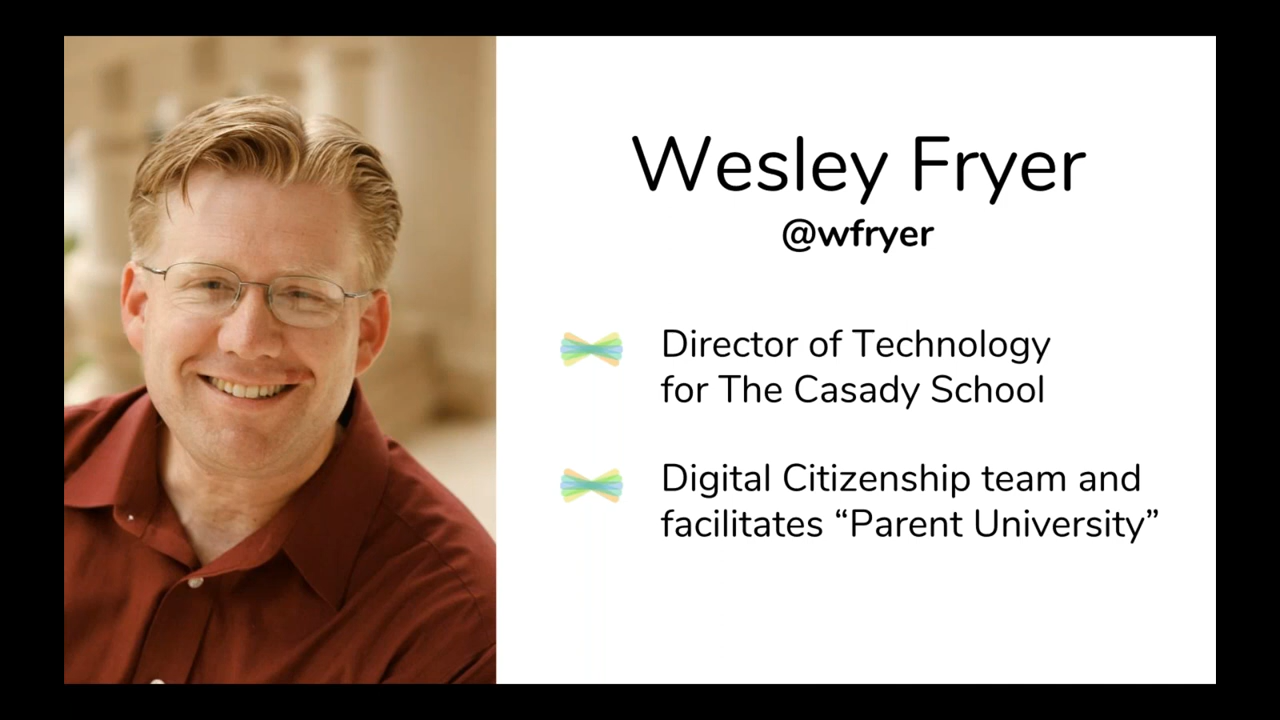 Wesley Fryer
@wfryer
Director of Technology
for The Casady School
Digital Citizenship team and
facilitates “Parent University”